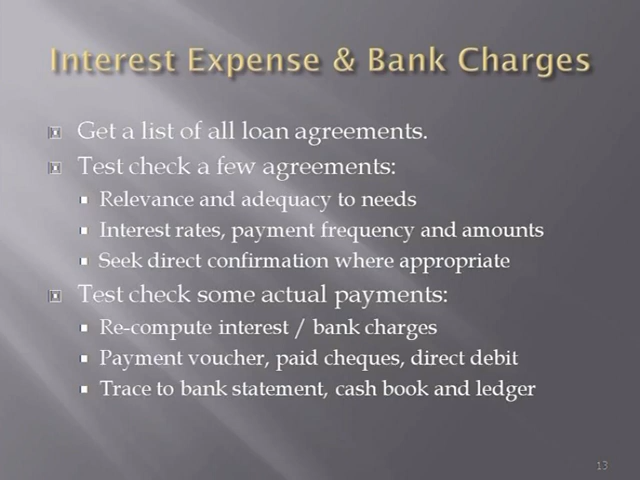 Interest Expense & Bank Charges
Get a list of all loan agreements.
Test check a few agreements:
Relevance and adequacy to needs
Interest rates, payment frequency and amounts
Seek direct confirmation where appropriate
Test check some actual payments:
Re-compute interest / bank charges
Payment voucher, paid cheques, direct debit
Trace to bank statement, cash book and ledger
13